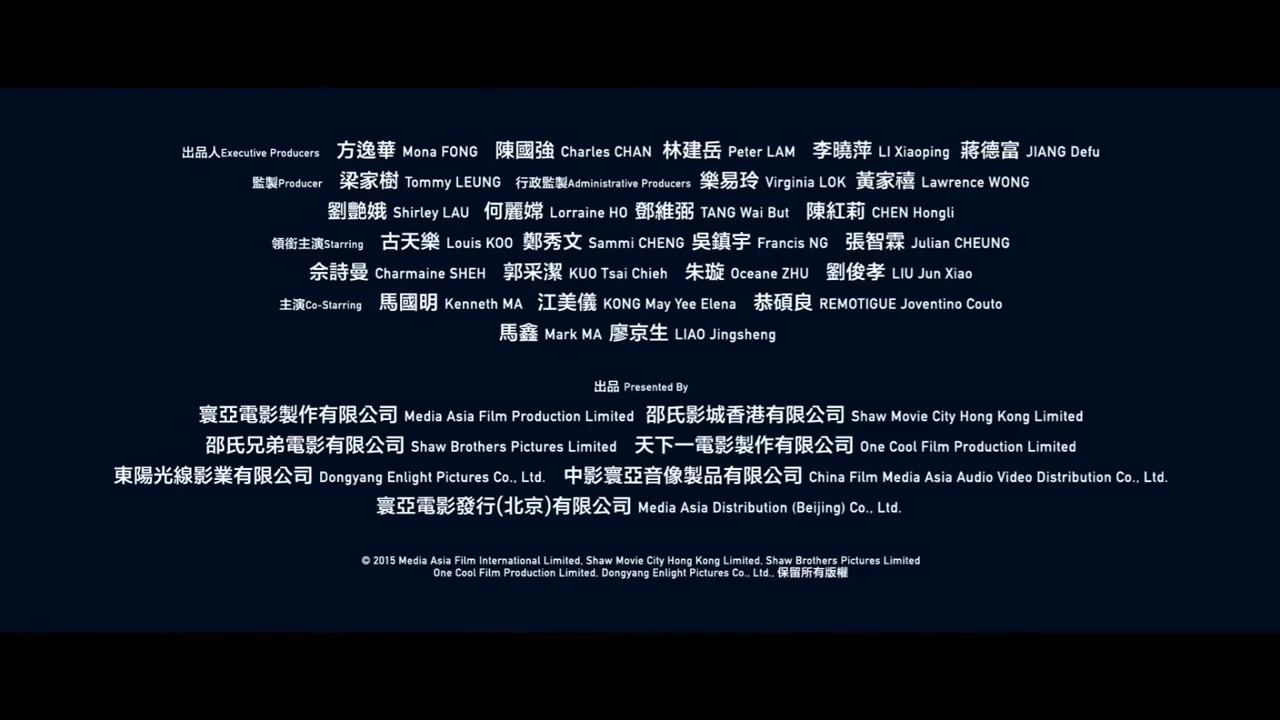 出品人Executive Producers 方逸華 Mona FONG 陳國強 Charles CHAN 林建岳 Peter LAM 李曉萍 LI Xiaoping 蔣德富 JIANG Defu
監製Producer 梁家樹 Tommy LEUNG 行政監製Administrative Producers 樂易玲 Virginia LOK 黃家禧 Lawrence WONG
劉艷娥 Shirley LAU 何麗嫦 Lorraine HO 鄧維弼 TANG Wai But 陳紅莉 CHEN Hongli
領銜主演Starring 古天樂 Louis KOO 鄭秀文 Sammi CHENG 吳鎮宇 Francis NG 張智霖 Julian CHEUNG
佘詩曼 Charmaine SHEH 郭采潔 KUO Tsai Chieh 朱璇 Oceane ZHU 劉俊孝 LIU Jun Xiao
主演Co-Starring 馬國明 Kenneth MA 江美儀 KONG May Yee Elena 恭碩良 REMOTIGUE Joventino Couto
馬鑫 Mark MA 廖京生 LIAO Jingsheng
出品 Presented By
寰亞電影製作有限公司 Media Asia Film Production Limited 邵氏影城香港有限公司 Shaw Movie City Hong Kong Limited
邵氏兄弟電影有限公司 Shaw Brothers Pictures Limited 天下一電影製作有限公司 One Cool Film Production Limited
東陽光線影業有限公司 Dongyang Enlight Pictures Co., Ltd. 中影寰亞音像製品有限公司 China Film Media Asia Audio Video Distribution Co., Ltd.
寰亞電影發行(北京)有限公司 Media Asia Distribution (Beijing) Co., Ltd.
© 2015 Media Asia Film International Limited, Shaw Movie City Hong Kong Limited, Shaw Brothers Pictures Limited
One Cool Film Production Limited, Dongyang Enlight Pictures Co., Ltd., 保留所有版權